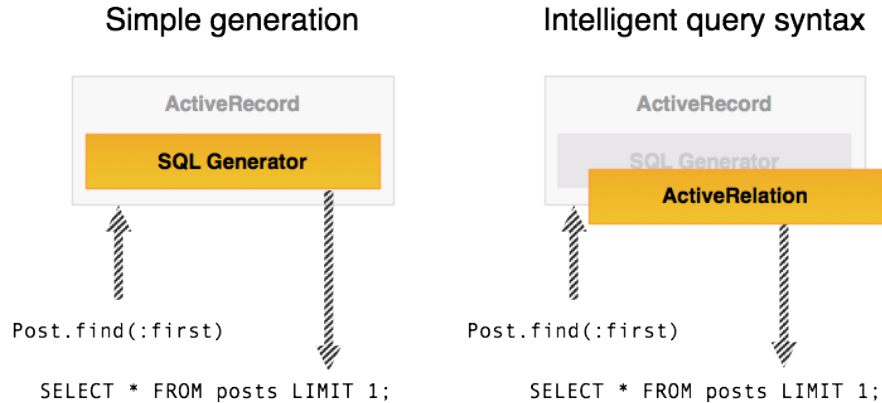 Simple generation
ActiveRecord
SQL Generator
Post.find(:first)
SELECT * FROM posts LIMIT 1;
Intelligent query syntax
ActiveRecord
SQL Generator
ActiveRelation
Post.find(:first)
SELECT * FROM posts LIMIT 1;